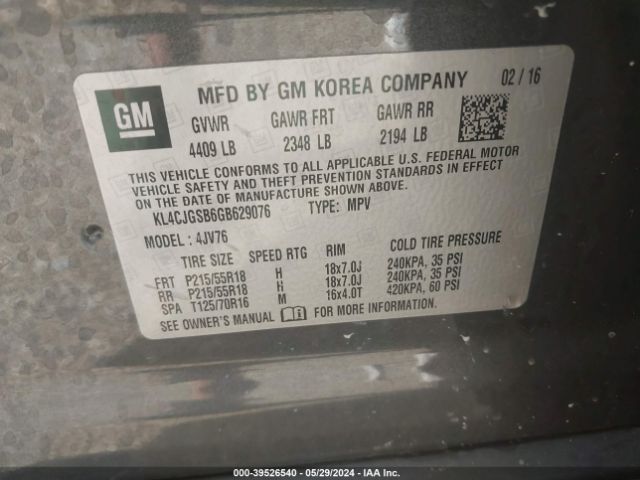 GM
MFD BY GM KOREA COMPANY 02 / 16
GVWR GAWR FRT GAWR RR
4409 LB 2348 LB 2194 LB
THIS VEHICLE CONFORMS TO ALL APPLICABLE U.S. FEDERAL MOTOR
VEHICLE SAFETY AND THEFT PREVENTION STANDARDS IN EFFECT
ON THE DATE OF MANUFACTURE SHOWN ABOVE.
KL4CJGSB6GB629076 TYPE: MPV
MODEL : 4JV76
TIRE SIZE SPEED RTG RIM COLD TIRE PRESSURE
FRT P215/55R18 H 18x7.0J 240KPA, 35 PSI
RR P215/55R18 H 18x7.0J 240KPA, 35 PSI
SPA T125/70R16 M 16x4.0T 420KPA, 60 PSI
SEE OWNER'S MANUAL FOR MORE INFORMATION.
000-39526540 - 05/29/2024 - IAA Inc.